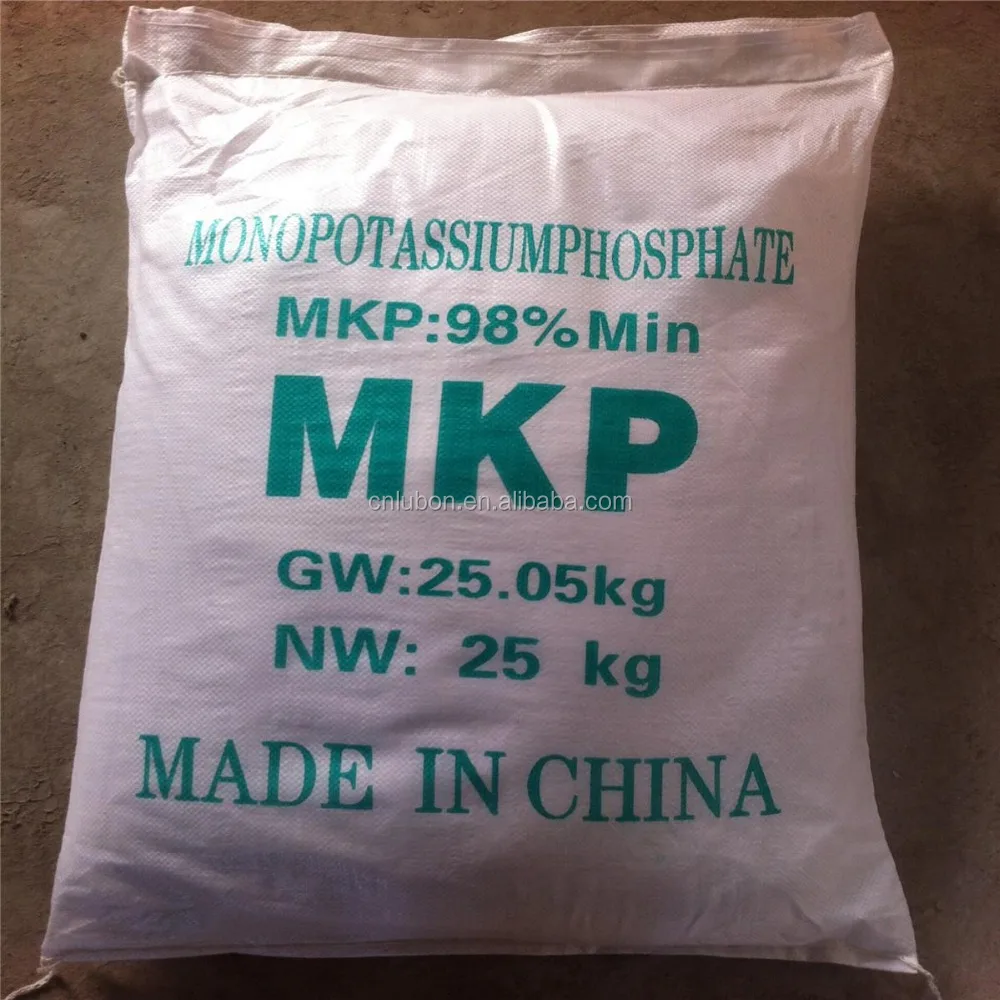 MONOPOTASSIUMPHOSPHATE
MKP:98%Min
MKP
cnlubon.en.alibaba.com
GW:25.05kg
NW: 25 kg
MADE IN CHINA